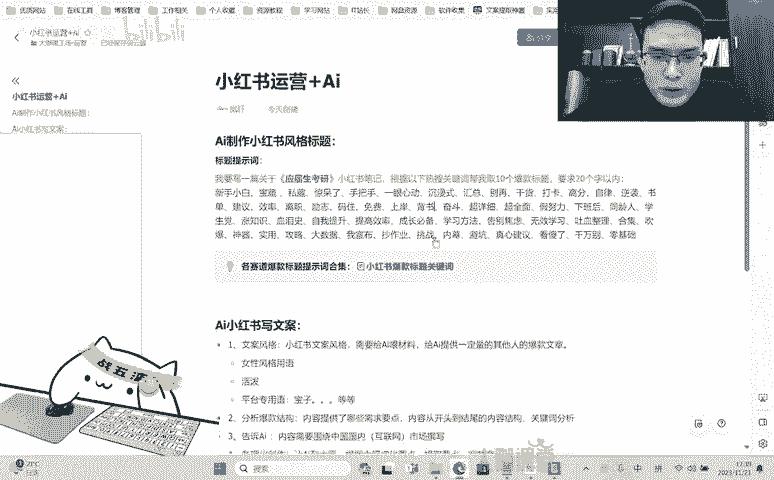 优质网站 在线工具 博客管理 工作相关 个人收藏 资源教程 学习网站 IT站长 网盘资源 软件收集 文案提取神器
小红书运营+Ai
bilibili
小红书运营+Ai
小红书运营+Ai
Ai制作小红书风格标题:
Ai小红书写文案:
今天创建
Ai制作小红书风格标题:
标题提示词:
我要写一篇关于《应届生考研》小红书笔记,根据以下热搜关键词帮我取10个爆款标题,要求20个字以内:
新手小白、宝藏、私藏、惊呆了、手把手、一眼心动、沉浸式、汇总、别再、干货、打卡、高分、自律、逆袭、书
单、建议、效率、离职、励志、码住、免费、上岸、背书、奋斗、超详细、超全面、假努力、下班后、同龄人、学
生党、涨知识、血泪史、自我提升、提高效率、成长必备、学习方法、告别焦虑、无效学习、吐血整理、合集、吹
爆、神器、实用、攻略、大数据、我宣布、抄作业、挑战、内幕、避坑、真心建议、看傻了、千万别、零基础
各赛道爆款标题提示词合集: 小红书爆款标题关键词
Ai小红书写文案:
1、文案风格:小红书文案风格,需要给Ai喂材料,给Ai提供一定量的其他人的爆款文章。
女性风格用语
活泼
平台专用语:宝子。。。等等
2、分析爆款结构:内容提供了哪些需求要点,内容从开头到结尾的内容结构、关键词分析
3、告诉Ai:内容需要围绕中国国内(互联网)市场撰写
战五渣
搜索
中
拼
17:39
2023/11/21